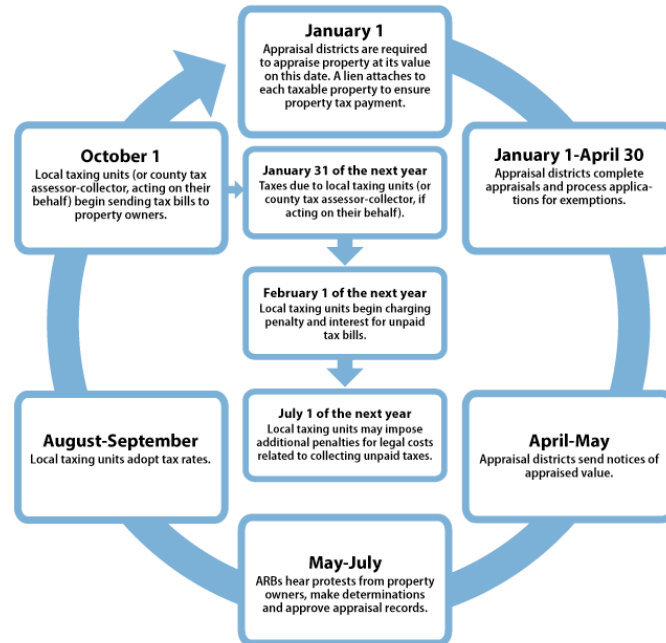 January 1
Appraisal districts are required
to appraise property at its value
on this date. A lien attaches to
each taxable property to ensure
property tax payment.
January 1-April 30
Appraisal districts complete
appraisals and process applica-
tions for exemptions.
April-May
Appraisal districts send notices of
appraised value.
May-July
ARBs hear protests from property
owners, make determinations
and approve appraisal records.
August-September
Local taxing units adopt tax rates.
October 1
Local taxing units (or county tax
assessor-collector, acting on their
behalf) begin sending tax bills to
property owners.
January 31 of the next year
Taxes due to local taxing units (or
county tax assessor-collector, if
acting on their behalf).
February 1 of the next year
Local taxing units begin charging
penalty and interest for unpaid
tax bills.
July 1 of the next year
Local taxing units may impose
additional penalties for legal costs
related to collecting unpaid taxes.